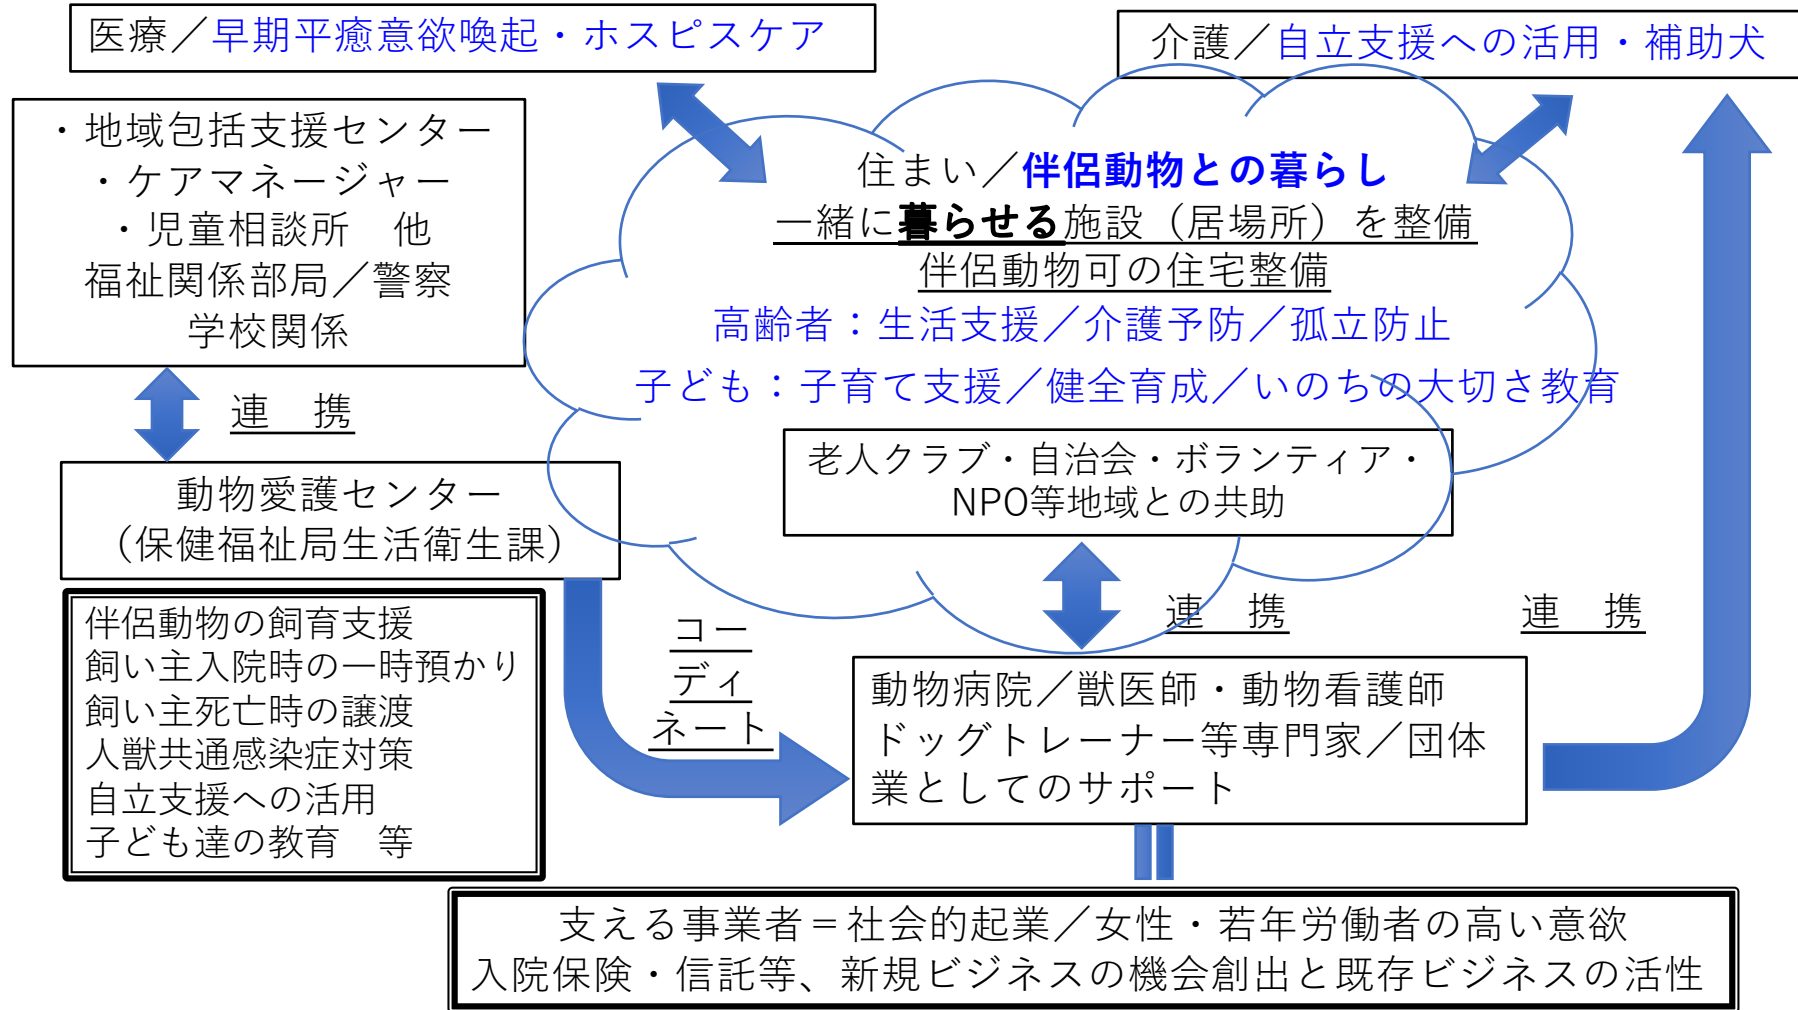 医療／早期平癒意欲喚起・ホスピスケア
介護／自立支援への活用・補助犬
・地域包括支援センター
・ケアマネージャー
・児童相談所　他
福祉関係部局／警察
学校関係
住まい／伴侶動物との暮らし
一緒に暮らせる施設（居場所）を整備
伴侶動物可の住宅整備
高齢者：生活支援／介護予防／孤立防止
子ども：子育て支援／健全育成／いのちの大切さ教育
連　携
老人クラブ・自治会・ボランティア・
NPO等地域との共助
動物愛護センター
（保健福祉局生活衛生課）
伴侶動物の飼育支援
飼い主入院時の一時預かり
飼い主死亡時の譲渡
人獣共通感染症対策
自立支援への活用
子ども達の教育　等
コー
ディ
ネート
連　携
連　携
動物病院／獣医師・動物看護師
ドッグトレーナー等専門家／団体
業としてのサポート
支える事業者＝社会的起業／女性・若年労働者の高い意欲
入院保険・信託等、新規ビジネスの機会創出と既存ビジネスの活性